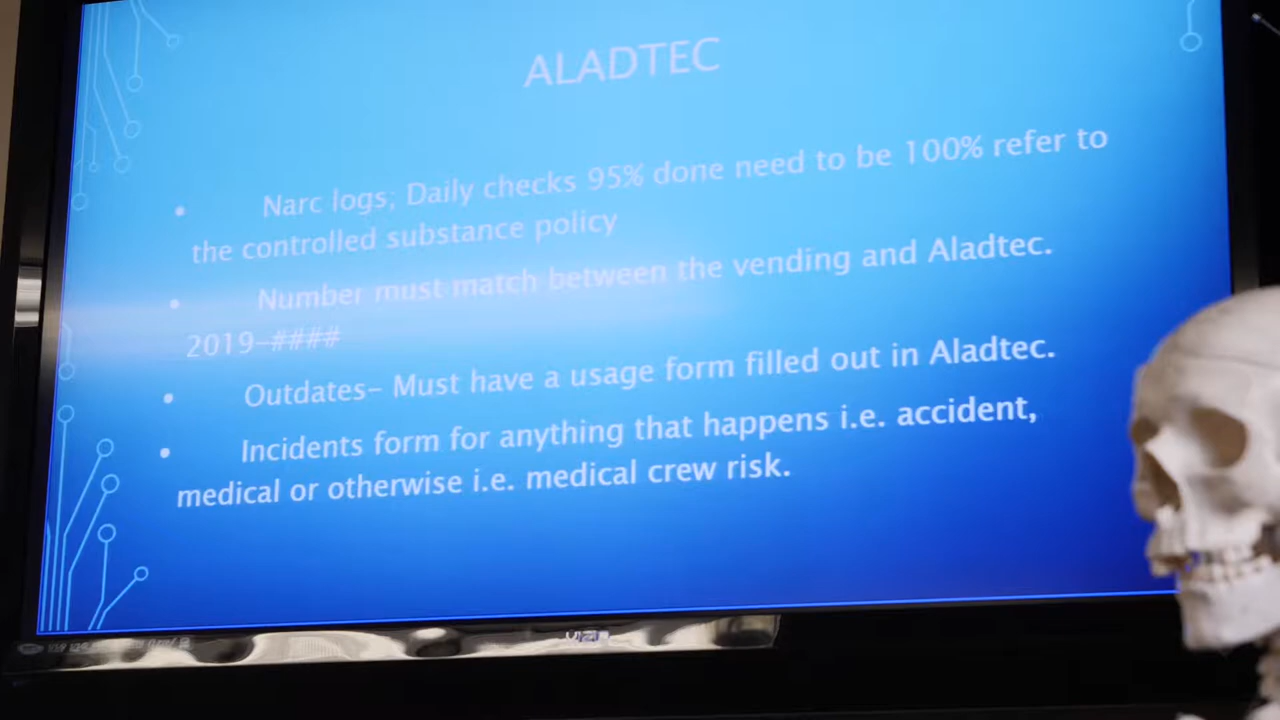 ALADTEC
• Narc logs; Daily checks 95% done need to be 100% refer to
the controlled substance policy
• Number must match between the vending and Aladtec.
2019-####
• Outdates- Must have a usage form filled out in Aladtec.
• Incidents form for anything that happens i.e. accident,
medical or otherwise i.e. medical crew risk.
VIZIO